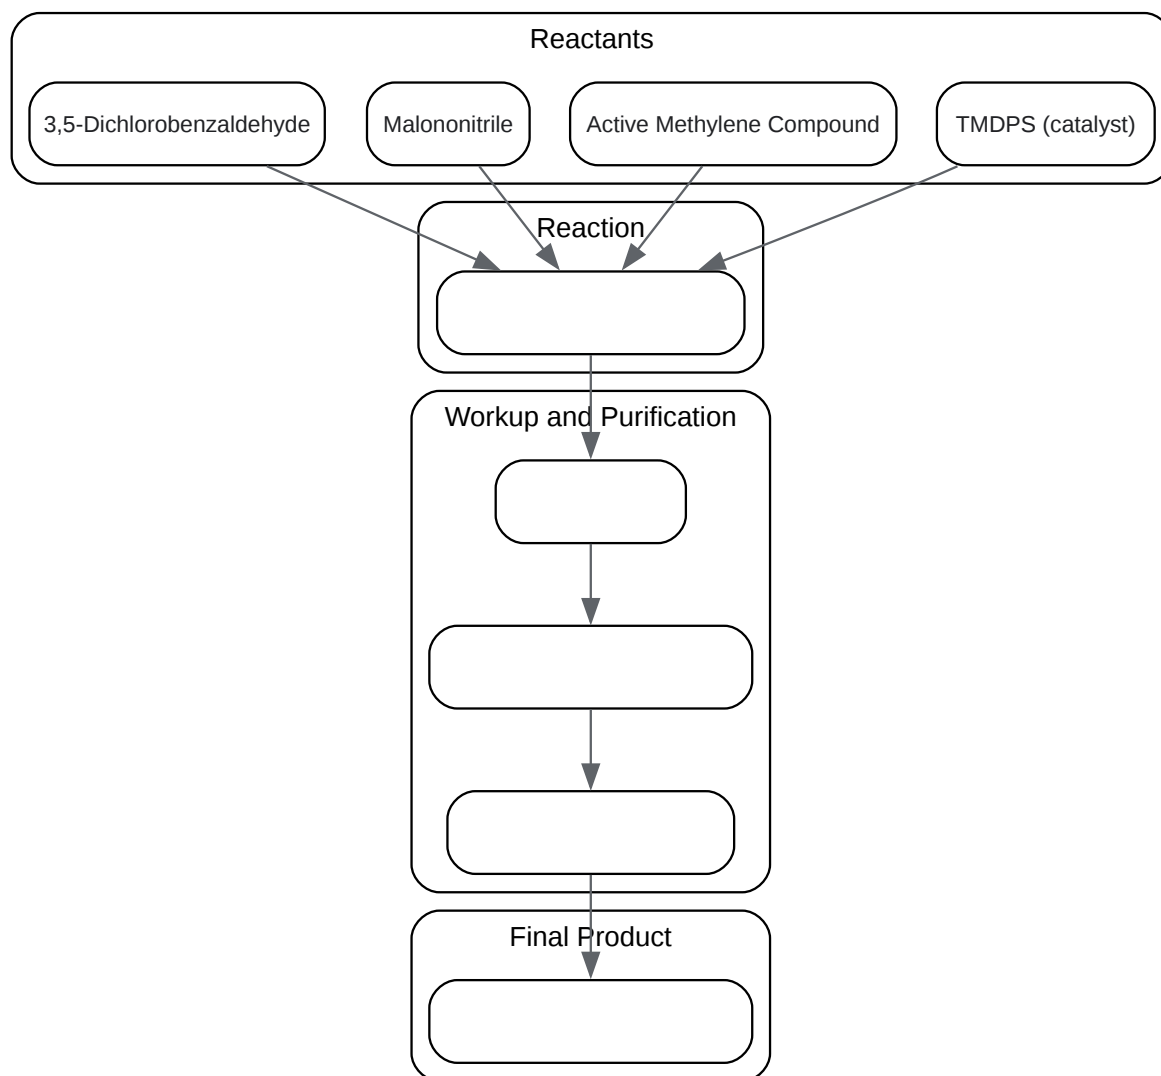 Reactants
3,5-Dichlorobenzaldehyde
Malononitrile
Active Methylene Compound
TMDPS (catalyst)
Reaction
Workup and Purification
Final Product